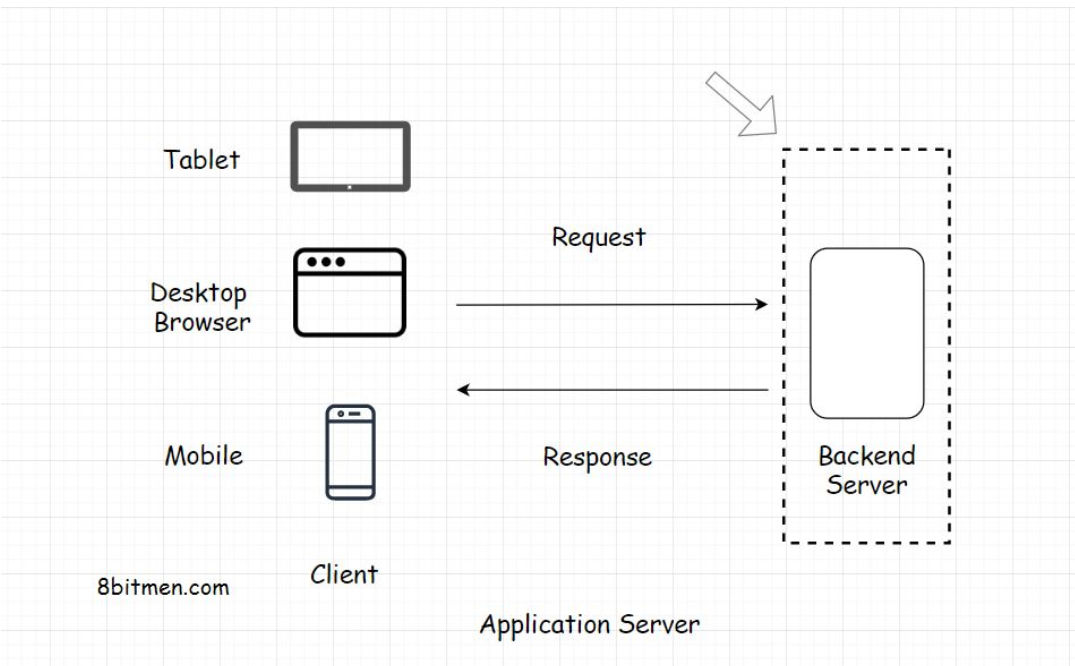 Tablet
Request
Desktop
Browser
Mobile
Response
Backend
Server
Client
8bitmen.com
Application Server